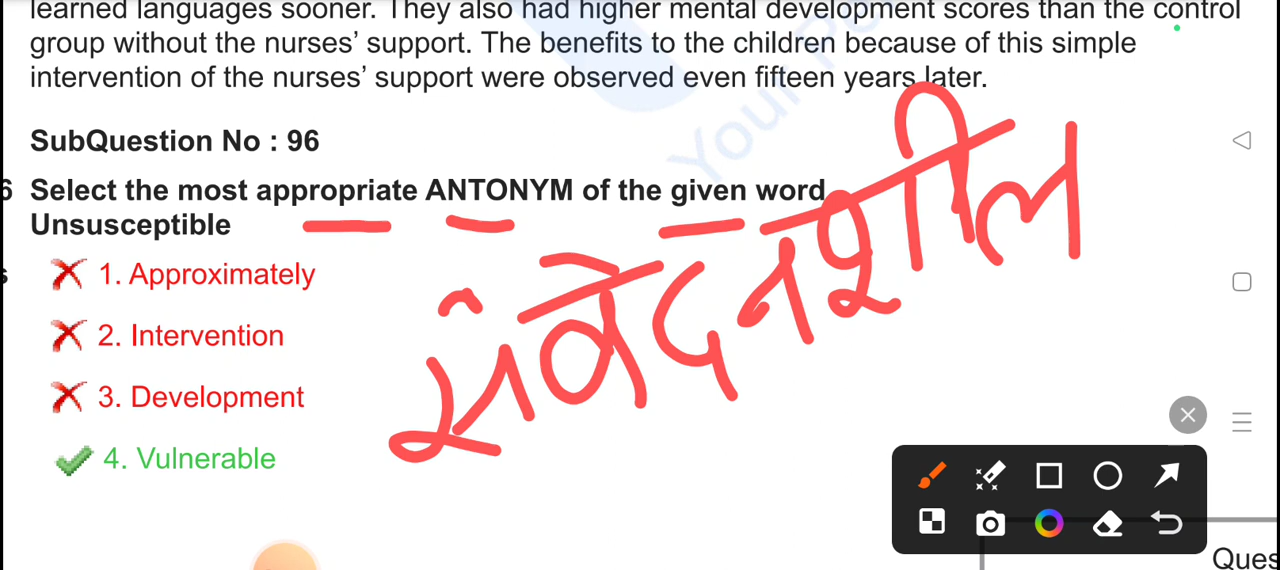 learned languages sooner. They also had higher mental development scores than the control
group without the nurses' support. The benefits to the children because of this simple
intervention of the nurses' support were observed even fifteen years later.
SubQuestion No : 96
6 Select the most appropriate ANTONYM of the given word
Unsusceptible
s
1. Approximately
2. Intervention
3. Development
4. Vulnerable
संवेदनशील
Your
Ques